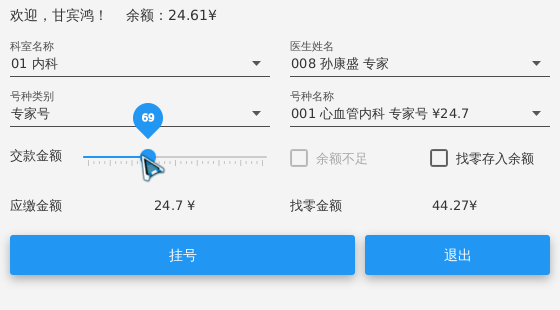 欢迎，甘宾鸿！ 余额：24.61¥
科室名称 医生姓名
01 内科 008 孙康盛 专家
号种类别 号种名称
专家号 001 心血管内科 专家号 ¥24.7
69
交款金额 余额不足 找零存入余额
应缴金额 24.7 ¥ 找零金额 44.27¥
挂号 退出